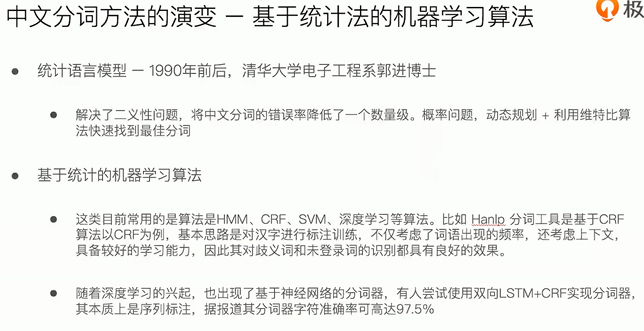 中文分词方法的演变 — 基于统计法的机器学习算法
极
统计语言模型 — 1990年前后，清华大学电子工程系郭进博士
解决了二义性问题，将中文分词的错误率降低了一个数量级。概率问题，动态规划 + 利用维特比算
法快速找到最佳分词
基于统计的机器学习算法
这类目前常用的是算法是HMM、CRF、SVM、深度学习等算法。比如 Hanlp 分词工具是基于CRF
算法以CRF为例，基本思路是对汉字进行标注训练，不仅考虑了词语出现的频率，还考虑上下文，
具备较好的学习能力，因此其对歧义词和未登录词的识别都具有良好的效果。
随着深度学习的兴起，也出现了基于神经网络的分词器，有人尝试使用双向LSTM+CRF实现分词器，
其本质上是序列标注，据报道其分词器字符准确率可高达97.5%